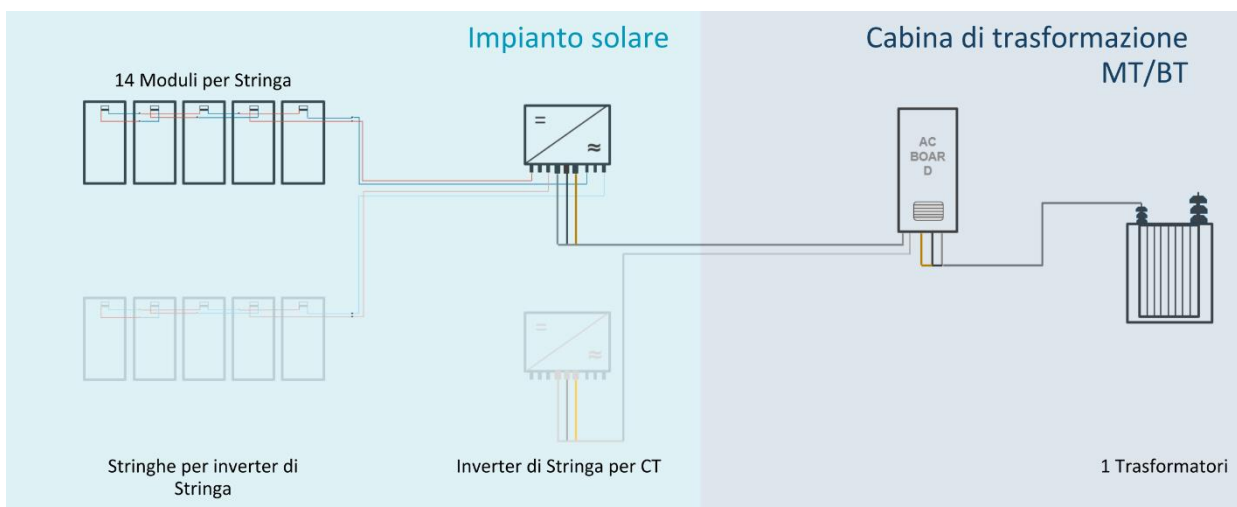 Impianto solare
Cabina di trasformazione
MT/BT
14 Moduli per Stringa
AC
BOAR
D
Stringhe per inverter di
Stringa
Inverter di Stringa per CT
1 Trasformatori